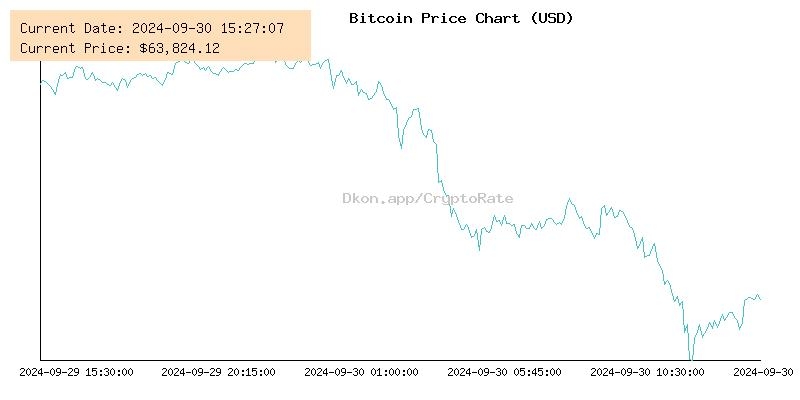 Bitcoin Price Chart (USD)
Current Date: 2024-09-30 15:27:07
Current Price: $63,824.12
Dkon.app/CryptoRate
2024-09-29 15:30:00 2024-09-29 20:15:00 2024-09-30 01:00:00 2024-09-30 05:45:00 2024-09-30 10:30:00 2024-09-30